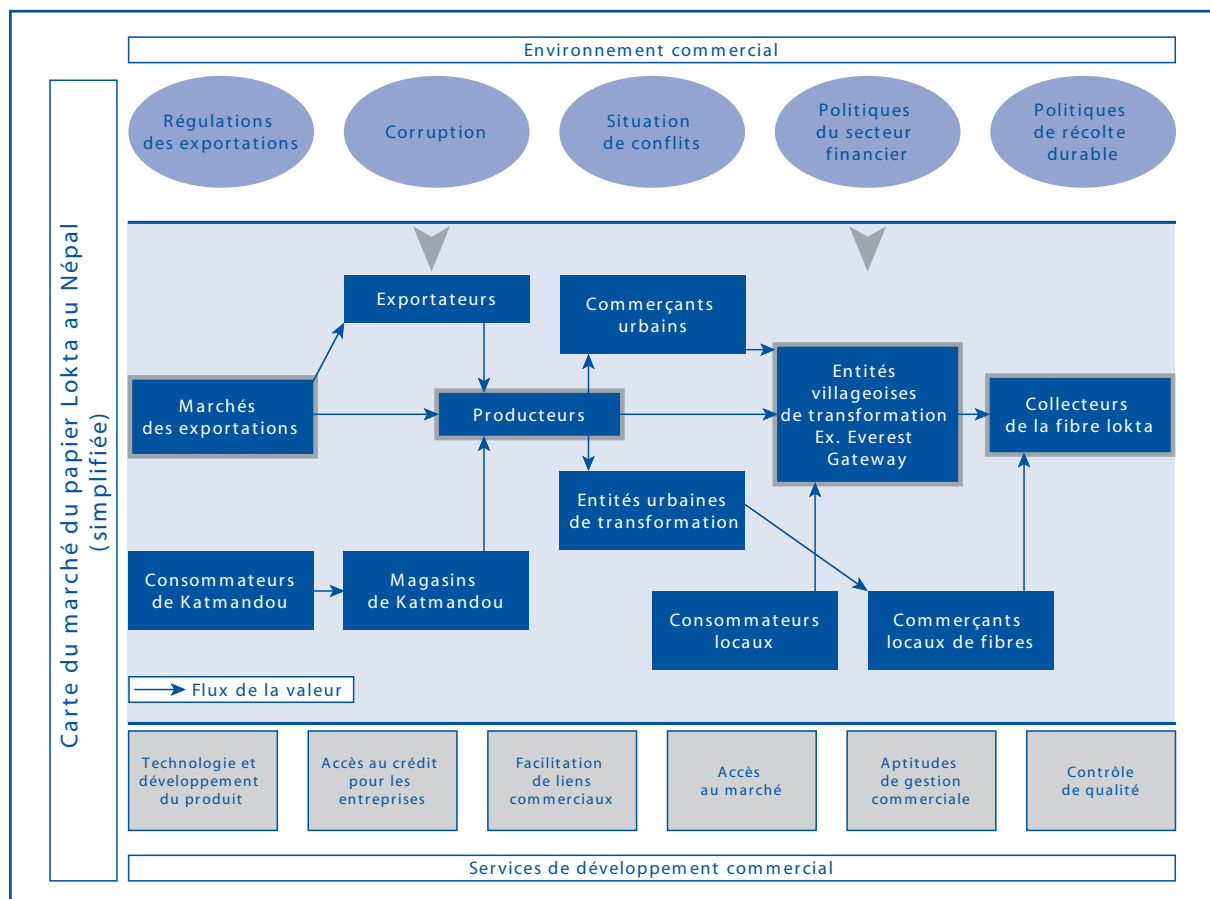 Environnement commercial
Carte du marché du papier Lokta au Népal
(simplifiée)
Régulations
des exportations
Corruption
Situation
de conflits
Politiques
du secteur
financier
Politiques
de récolte
durable
Exportateurs
Commerçants
urbains
Marchés
des exportations
Producteurs
Entités
villageoises
de transformation
Ex. Everest
Gateway
Collecteurs
de la fibre lokta
Entités urbaines
de transformation
Consommateurs
de Katmandou
Magasins
de Katmandou
Consommateurs
locaux
Commerçants
locaux de fibres
Flux de la valeur
Technologie et
développement
du produit
Accès au crédit
pour les
entreprises
Facilitation
de liens
commerciaux
Accès
au marché
Aptitudes
de gestion
commerciale
Contrôle
de qualité
Services de développement commercial